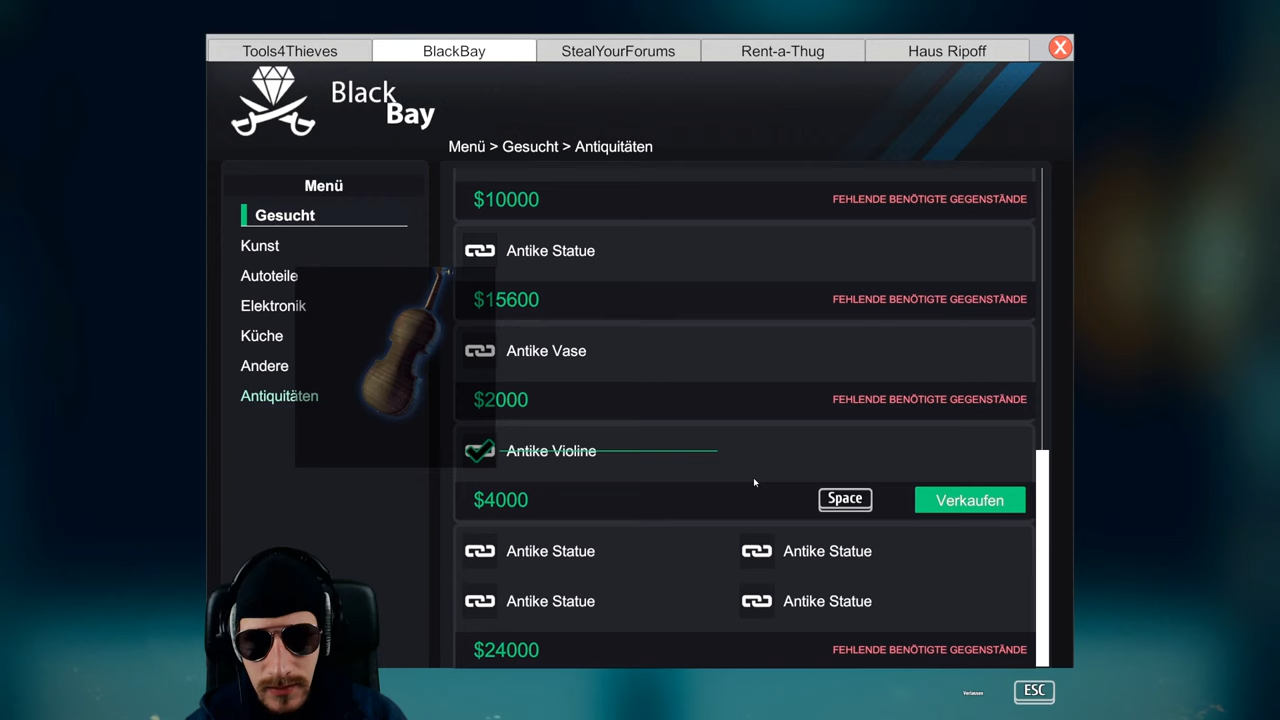 Tools4Thieves
BlackBay
StealYourForums
Rent-a-Thug
Haus Ripoff
X
Black
Bay
Menü > Gesucht > Antiquitäten
Menü
Gesucht
Kunst
Autoteile
Elektronik
Küche
Andere
Antiquitäten
$10000 FEHLENDE BENÖTIGTE GEGENSTÄNDE
Antike Statue
$15600 FEHLENDE BENÖTIGTE GEGENSTÄNDE
Antike Vase
$2000 FEHLENDE BENÖTIGTE GEGENSTÄNDE
Antike Violine
$4000 Space Verkaufen
Antike Statue Antike Statue
Antike Statue Antike Statue
$24000 FEHLENDE BENÖTIGTE GEGENSTÄNDE
Verlassen ESC